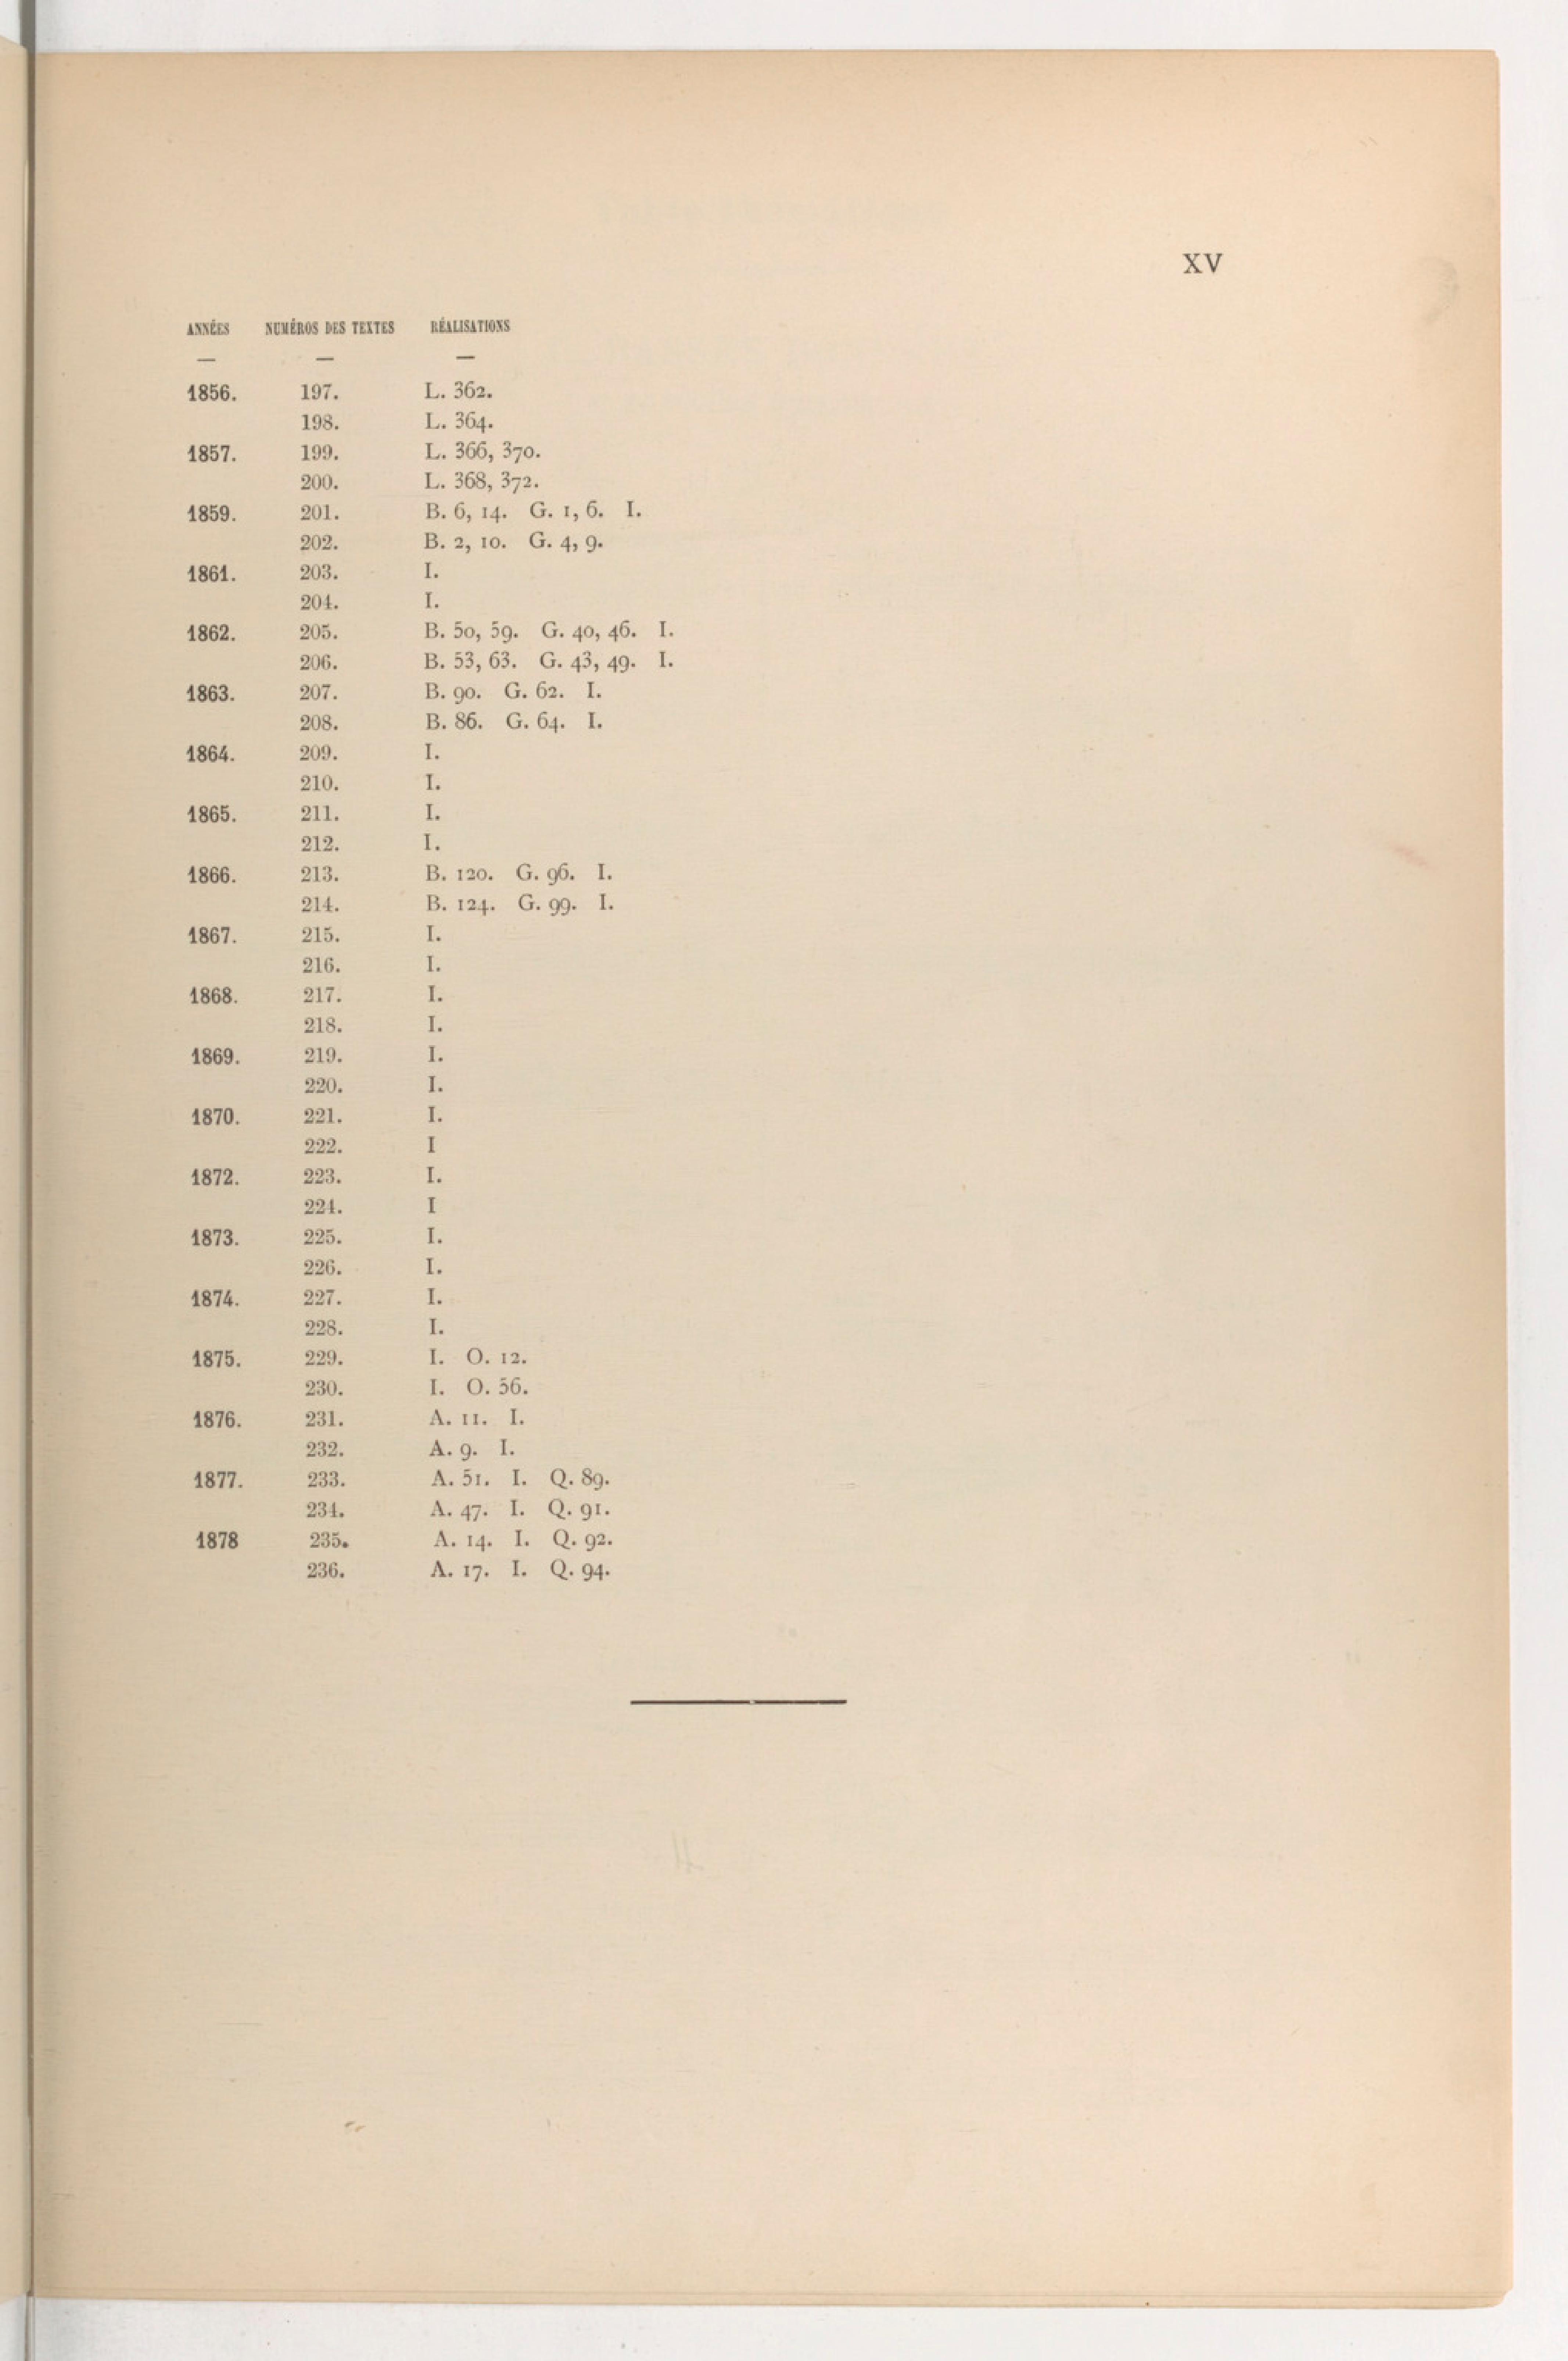 XV
ANNÉES NUMÉROS DES TEXTES RÉALISATIONS
1856. 197. L. 362.
198. L. 364.
1857. 199. L. 366, 370.
200. L. 368, 372.
1859. 201. B. 6, 14. G. 1, 6. I.
202. B. 2, 10. G. 4, 9.
1861. 203. I.
204. I.
1862. 205. B. 50, 59. G. 40, 46. I.
206. B. 53, 63. G. 43, 49. I.
1863. 207. B. 90. G. 62. I.
208. B. 86. G. 64. I.
1864. 209. I.
210. I.
1865. 211. I.
212. I.
1866. 213. B. 120. G. 96. I.
214. B. 124. G. 99. I.
1867. 215. I.
216. I.
1868. 217. I.
218. I.
1869. 219. I.
220. I.
1870. 221. I.
222. I
1872. 223. I.
224. I
1873. 225. I.
226. I.
1874. 227. I.
228. I.
1875. 229. I. O. 12.
230. I. O. 56.
1876. 231. A. 11. I.
232. A. 9. I.
1877. 233. A. 51. I. Q. 89.
234. A. 47. I. Q. 91.
1878 235. A. 14. I. Q. 92.
236. A. 17. I. Q. 94.